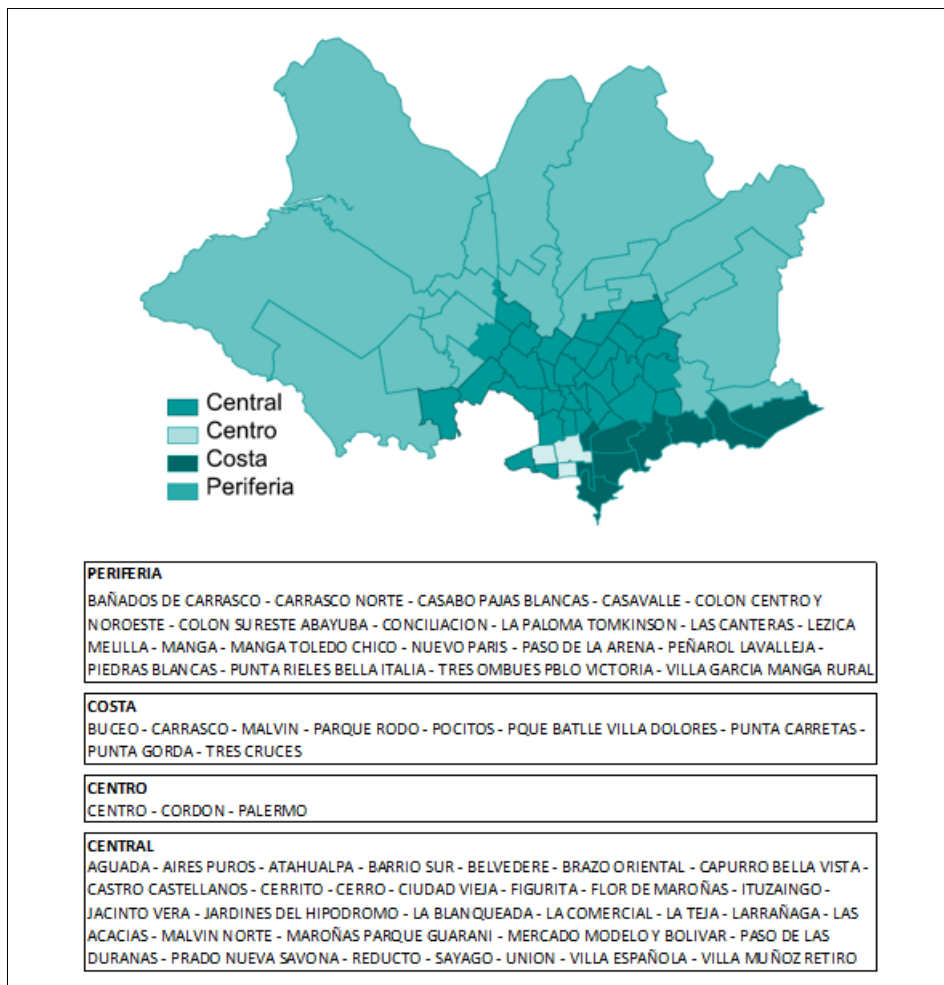 Central
Centro
Costa
Periferia
PERIFERIA
BAÑADOS DE CARRASCO - CARRASCO NORTE - CASABO PAJAS BLANCAS - CASAVALLE - COLON CENTRO Y
NOROESTE - COLON SURESTE ABAYUBA - CONCILIACION - LA PALOMA TOMKINSON - LAS CANTERAS - LEZICA
MELILLA - MANGA - MANGA TOLEDO CHICO - NUEVO PARIS - PASO DE LA ARENA - PEÑAROL LAVALLEJA -
PIEDRAS BLANCAS - PUNTA RIELES BELLA ITALIA - TRES OMBUES PBLO VICTORIA - VILLA GARCIA MANGA RURAL
COSTA
BUCEO - CARRASCO - MALVIN - PARQUE RODO - POCITOS - PQUE BATLLE VILLA DOLORES - PUNTA CARRETAS -
PUNTA GORDA - TRES CRUCES
CENTRO
CENTRO - CORDON - PALERMO
CENTRAL
AGUADA - AIRES PUROS - ATAHUALPA - BARRIO SUR - BELVEDERE - BRAZO ORIENTAL - CAPURRO BELLA VISTA -
CASTRO CASTELLANOS - CERRITO - CERRO - CIUDAD VIEJA - FIGURITA - FLOR DE MAROÑAS - ITUZAINGO -
JACINTO VERA - JARDINES DEL HIPODROMO - LA BLANQUEADA - LA COMERCIAL - LA TEJA - LARRAÑAGA - LAS
ACACIAS - MALVIN NORTE - MAROÑAS PARQUE GUARANI - MERCADO MODELO Y BOLIVAR - PASO DE LAS
DURANAS - PRADO NUEVA SAVONA - REDUCTO - SAYAGO - UNION - VILLA ESPAÑOLA - VILLA MUÑOZ RETIRO